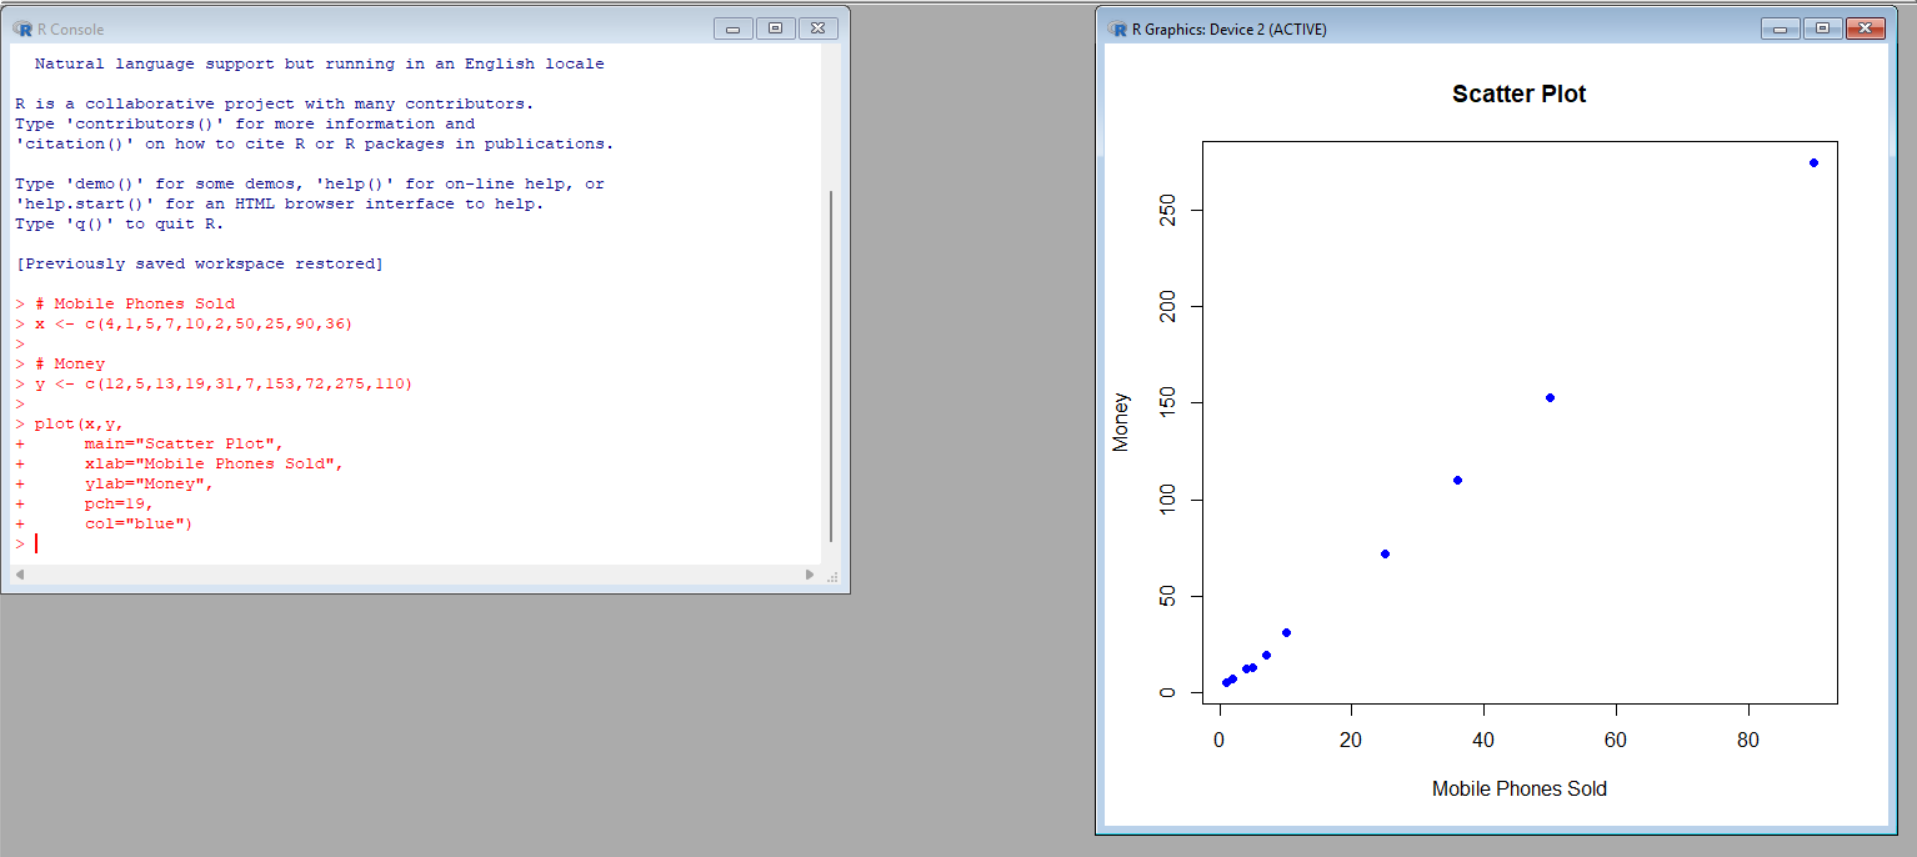 R Console
Natural language support but running in an English locale
R is a collaborative project with many contributors.
Type 'contributors()' for more information and
'citation()' on how to cite R or R packages in publications.
Type 'demo()' for some demos, 'help()' for on-line help, or
'help.start()' for an HTML browser interface to help.
Type 'q()' to quit R.
[Previously saved workspace restored]
> # Mobile Phones Sold
> x <- c(4,1,5,7,10,2,50,25,90,36)
>
> # Money
> y <- c(12,5,13,19,31,7,153,72,275,110)
>
> plot(x,y,
+ main="Scatter Plot",
+ xlab="Mobile Phones Sold",
+ ylab="Money",
+ pch=19,
+ col="blue")
>
R Graphics: Device 2 (ACTIVE)
Scatter Plot
250
200
150
100
50
0
Money
0 20 40 60 80
Mobile Phones Sold